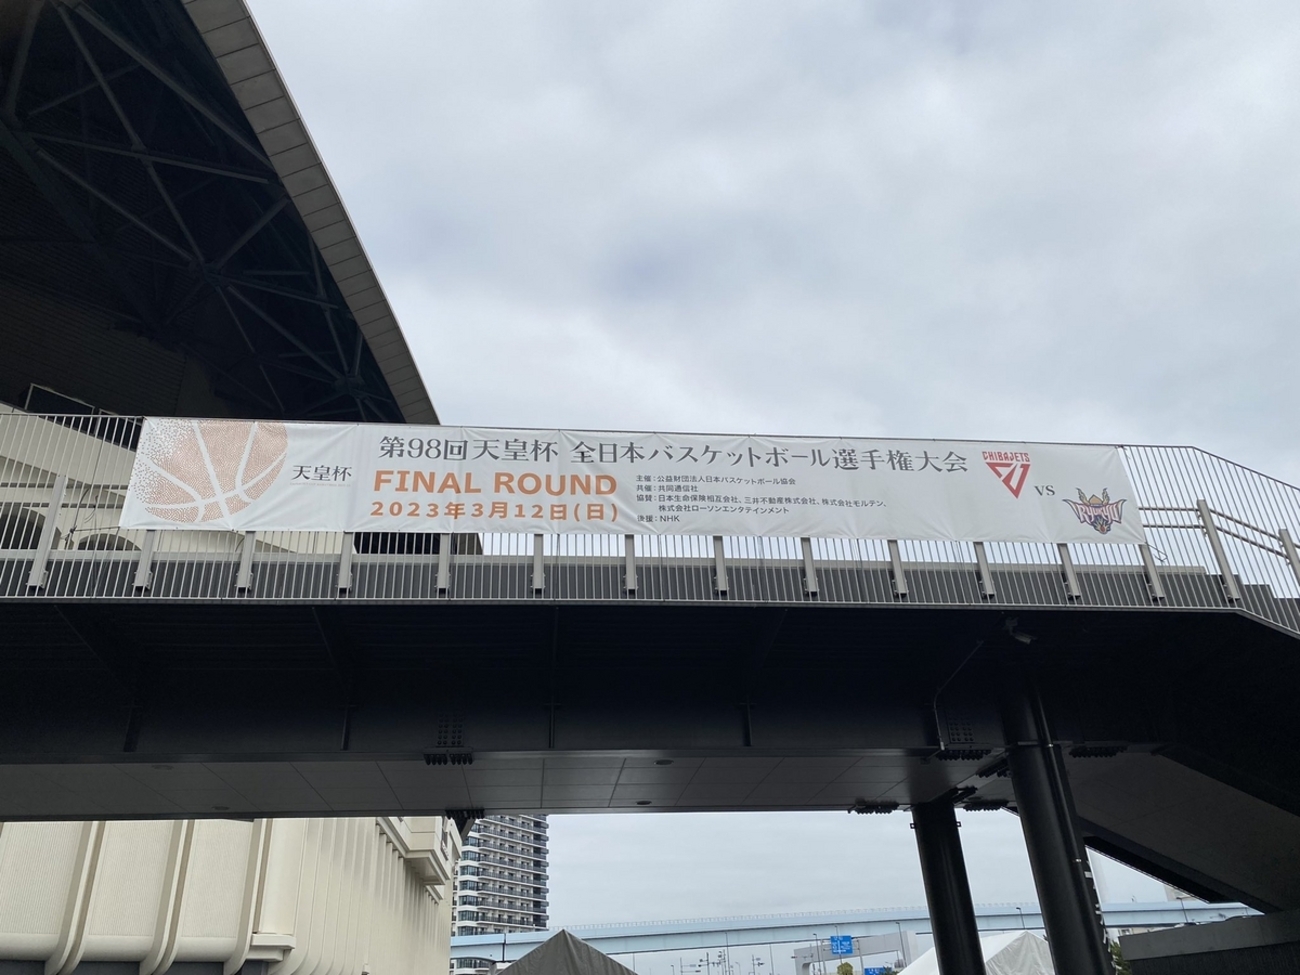 天皇杯
第98回天皇杯 全日本バスケットボール選手権大会
FINAL ROUND
2023年3月12日(日)
主催：公益財団法人日本バスケットボール協会
共催：共同通信社
協賛：日本生命保険相互会社、三井不動産株式会社、株式会社モルテン、
株式会社ローソンエンタテインメント
後援：NHK
CHIBAJETS
VS
RYUKYU